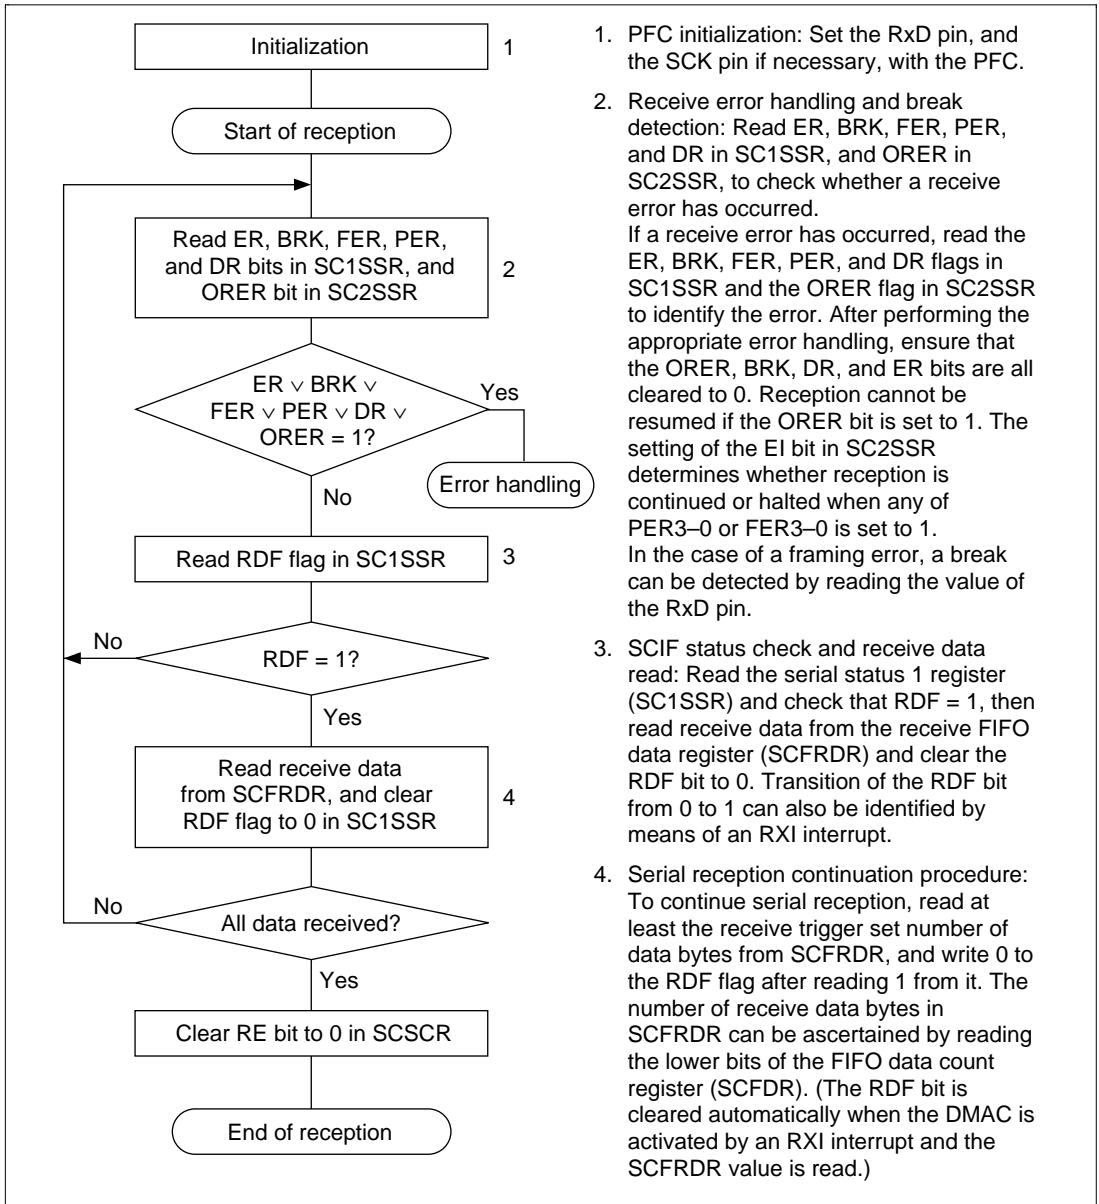 Initialization
1
Start of reception
Read ER, BRK, FER, PER,
and DR bits in SC1SSR, and
ORER bit in SC2SSR
2
ER ∨ BRK ∨
FER ∨ PER ∨ DR ∨
ORER = 1?
Yes
Error handling
No
Read RDF flag in SC1SSR
3
No
RDF = 1?
Yes
Read receive data
from SCFRDR, and clear
RDF flag to 0 in SC1SSR
4
No
All data received?
Yes
Clear RE bit to 0 in SCSCR
End of reception
1. PFC initialization: Set the RxD pin, and
the SCK pin if necessary, with the PFC.
2. Receive error handling and break
detection: Read ER, BRK, FER, PER,
and DR in SC1SSR, and ORER in
SC2SSR, to check whether a receive
error has occurred.
If a receive error has occurred, read the
ER, BRK, FER, PER, and DR flags in
SC1SSR and the ORER flag in SC2SSR
to identify the error. After performing the
appropriate error handling, ensure that
the ORER, BRK, DR, and ER bits are all
cleared to 0. Reception cannot be
resumed if the ORER bit is set to 1. The
setting of the EI bit in SC2SSR
determines whether reception is
continued or halted when any of
PER3–0 or FER3–0 is set to 1.
In the case of a framing error, a break
can be detected by reading the value of
the RxD pin.
3. SCIF status check and receive data
read: Read the serial status 1 register
(SC1SSR) and check that RDF = 1, then
read receive data from the receive FIFO
data register (SCFRDR) and clear the
RDF bit to 0. Transition of the RDF bit
from 0 to 1 can also be identified by
means of an RXI interrupt.
4. Serial reception continuation procedure:
To continue serial reception, read at
least the receive trigger set number of
data bytes from SCFRDR, and write 0 to
the RDF flag after reading 1 from it. The
number of receive data bytes in
SCFRDR can be ascertained by reading
the lower bits of the FIFO data count
register (SCFDR). (The RDF bit is
cleared automatically when the DMAC is
activated by an RXI interrupt and the
SCFRDR value is read.)